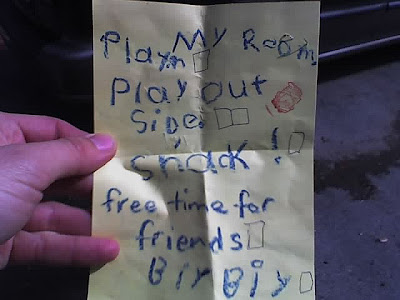 My Room
Playin
Play out
Side
snack!
free time for
friends
Biy Biy